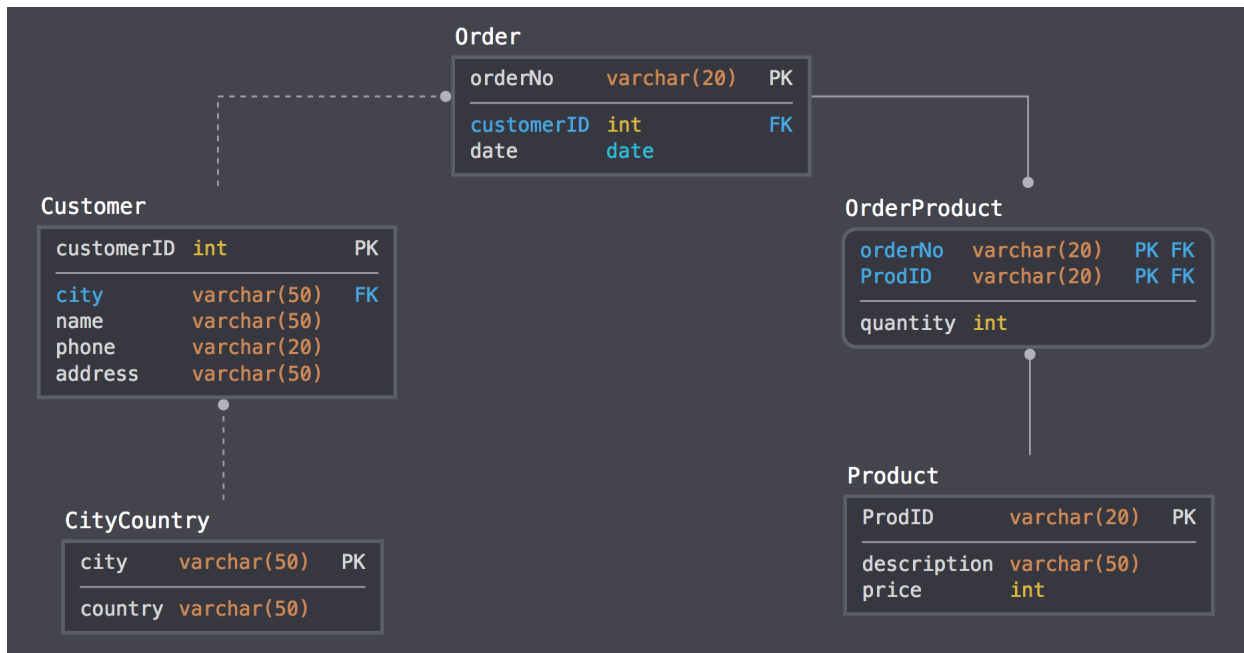 Order
orderNo varchar(20) PK
customerID int FK
date date
Customer
customerID int PK
city varchar(50) FK
name varchar(50)
phone varchar(20)
address varchar(50)
OrderProduct
orderNo varchar(20) PK FK
ProdID varchar(20) PK FK
quantity int
CityCountry
city varchar(50) PK
country varchar(50)
Product
ProdID varchar(20) PK
description varchar(50)
price int